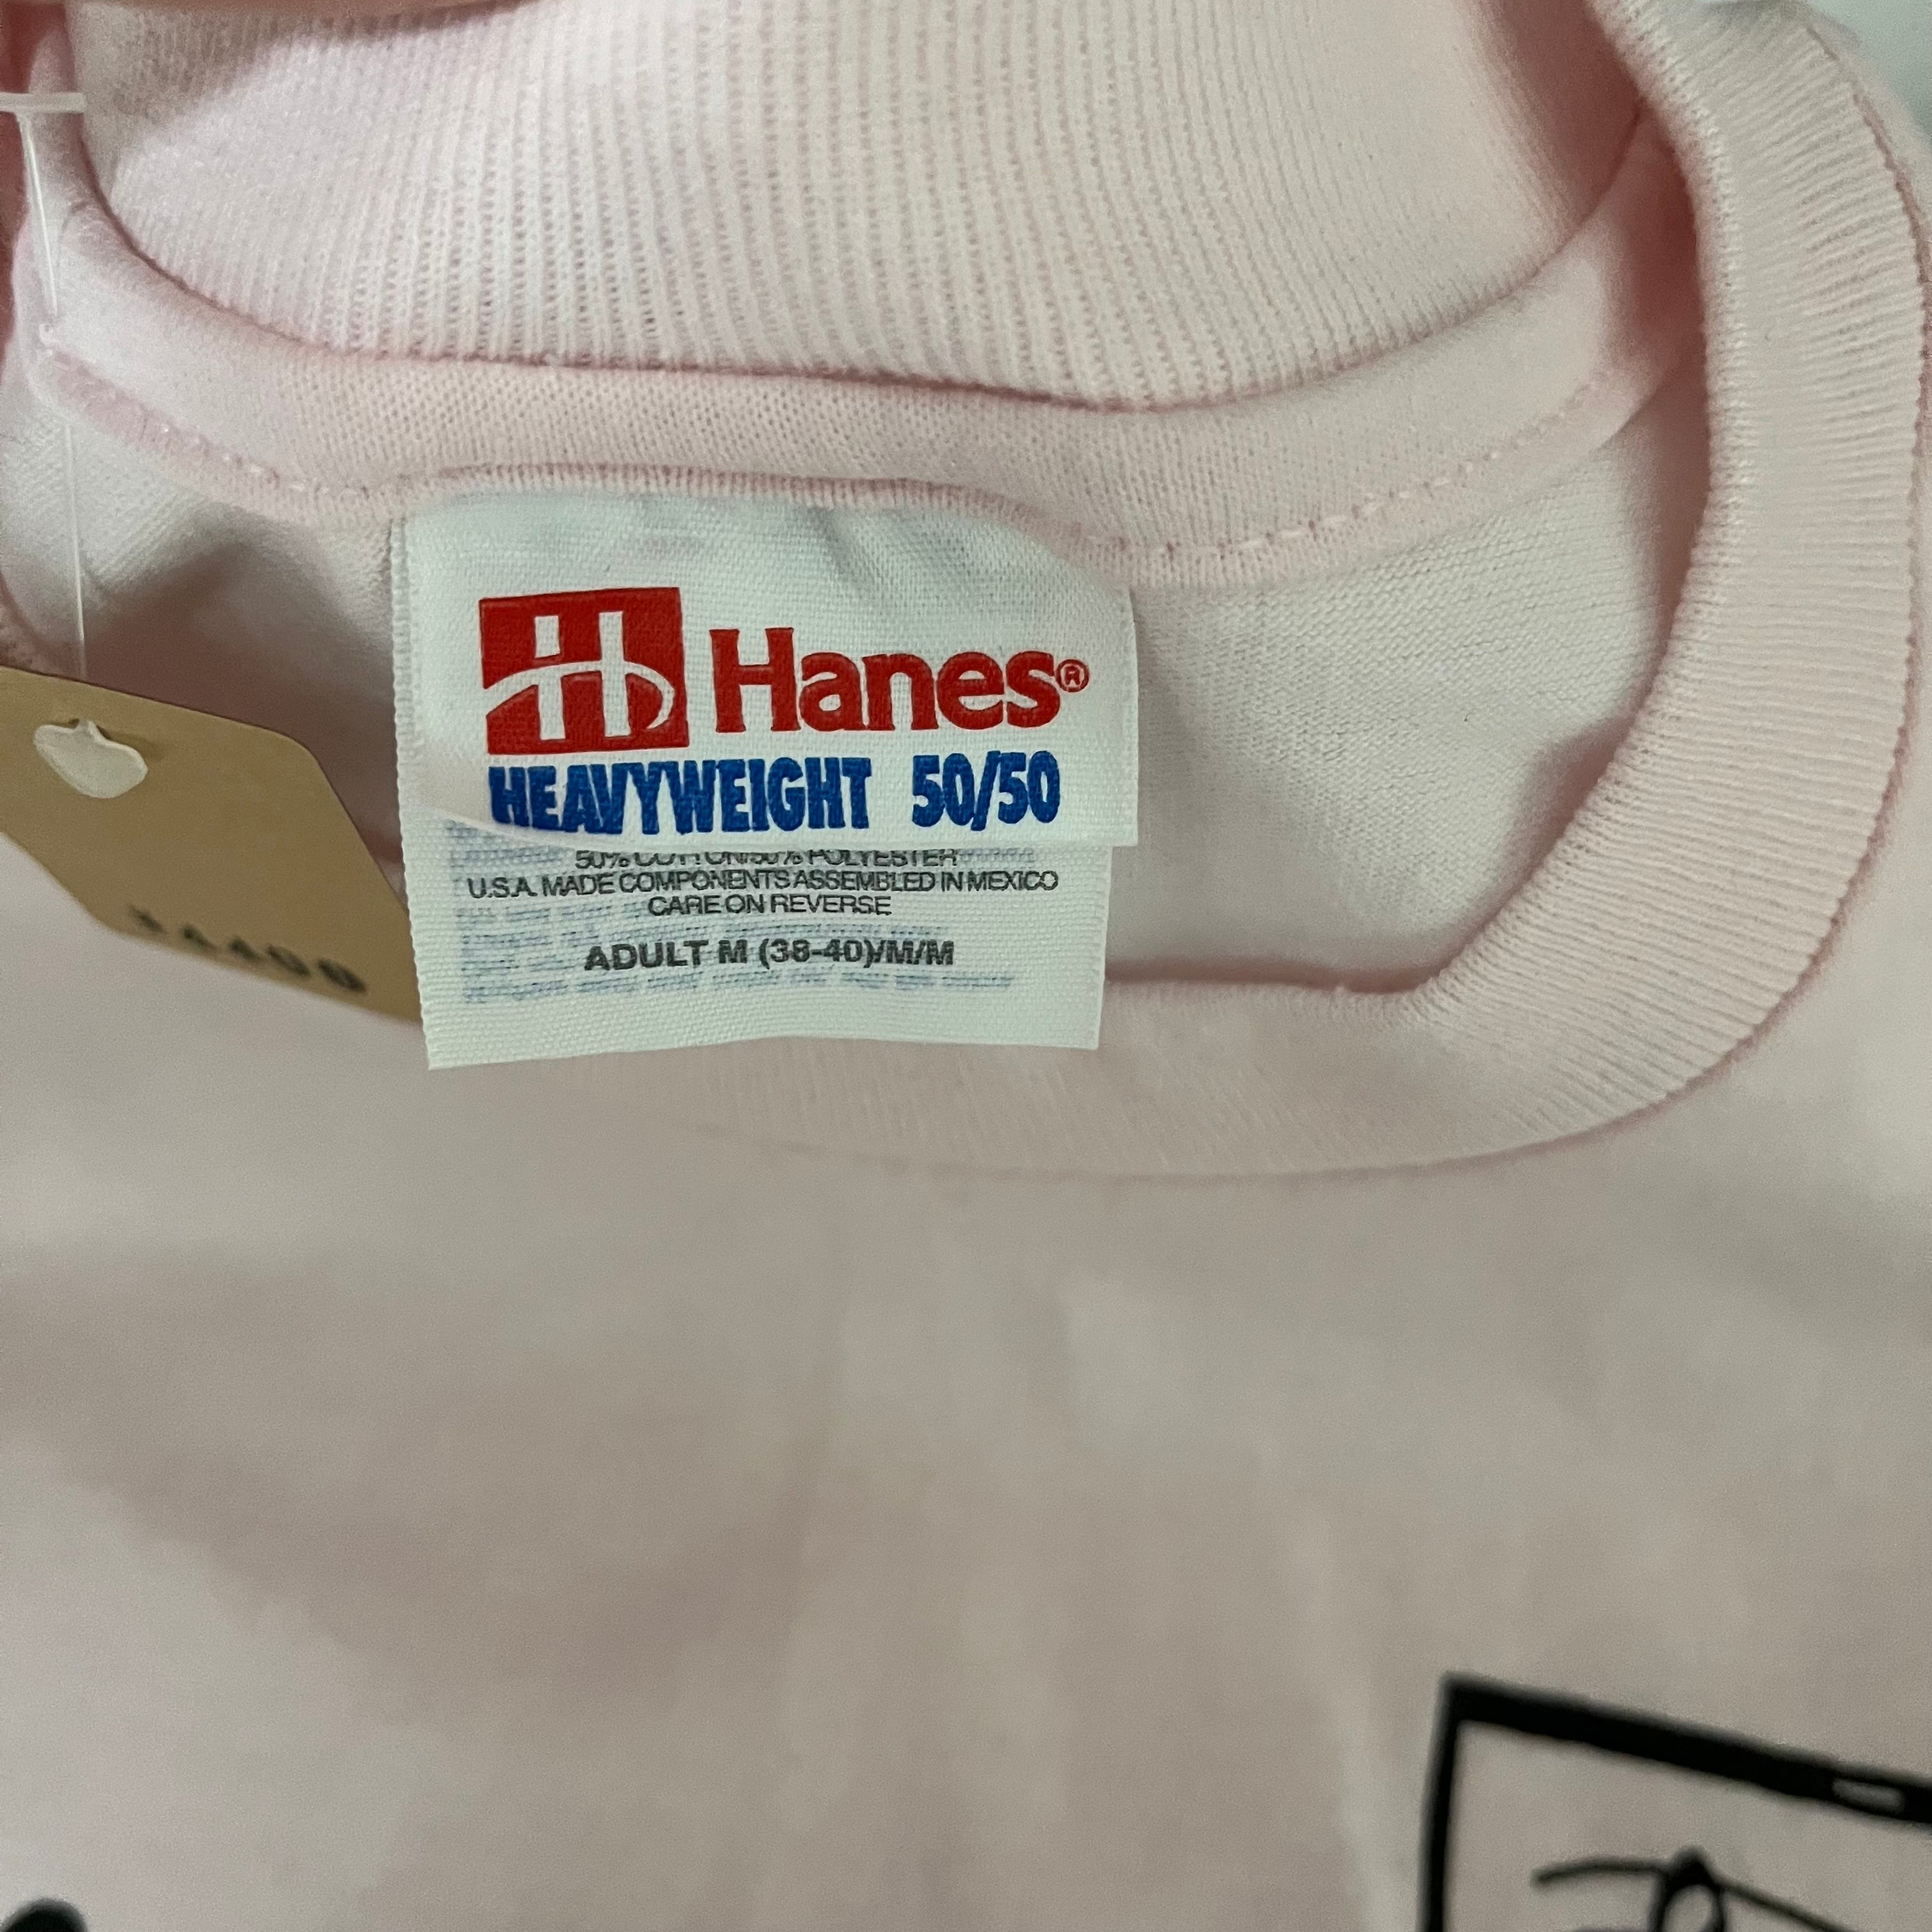 Hanes®
HEAVYWEIGHT 50/50
50% COTTON/50% POLYESTER
U.S.A. MADE COMPONENTS ASSEMBLED IN MEXICO
CARE ON REVERSE
ADULT M (38-40)/M/M